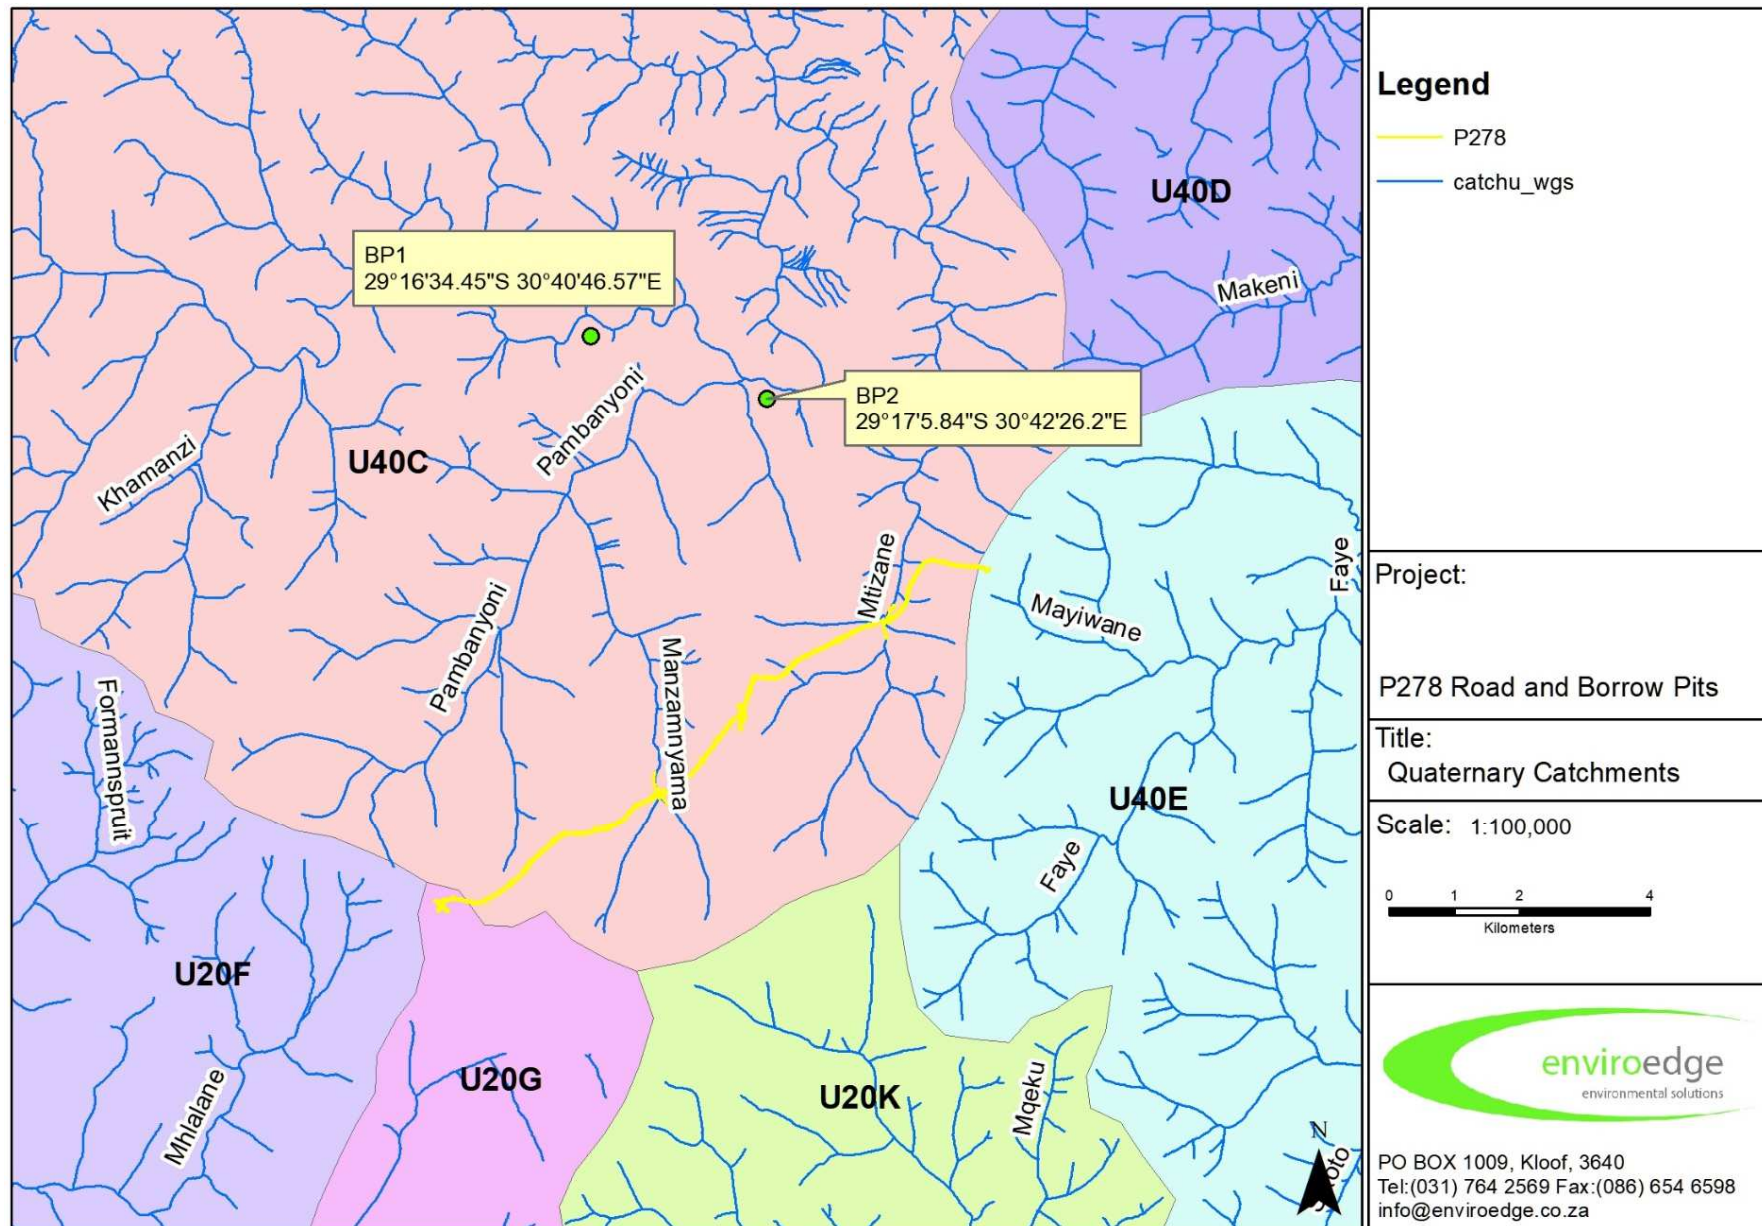 U40D
Makeni
BP1
29°16'34.45"S 30°40'46.57"E
BP2
29°17'5.84"S 30°42'26.2"E
Pambanyoni
Khamanzi
U40C
Mtizane
Faye
Mayiwane
Pambanyoni
Manzamnyama
Formannspruit
U40E
Faye
U20F
U20G
U20K
Mqeku
Mhlalane
N
Legend
P278
catchu_wgs
Project:
P278 Road and Borrow Pits
Title:
Quaternary Catchments
Scale: 1:100,000
0 1 2 4
Kilometers
enviroedge
environmental solutions
PO BOX 1009, Kloof, 3640
Tel:(031) 764 2569 Fax:(086) 654 6598
info@enviroedge.co.za